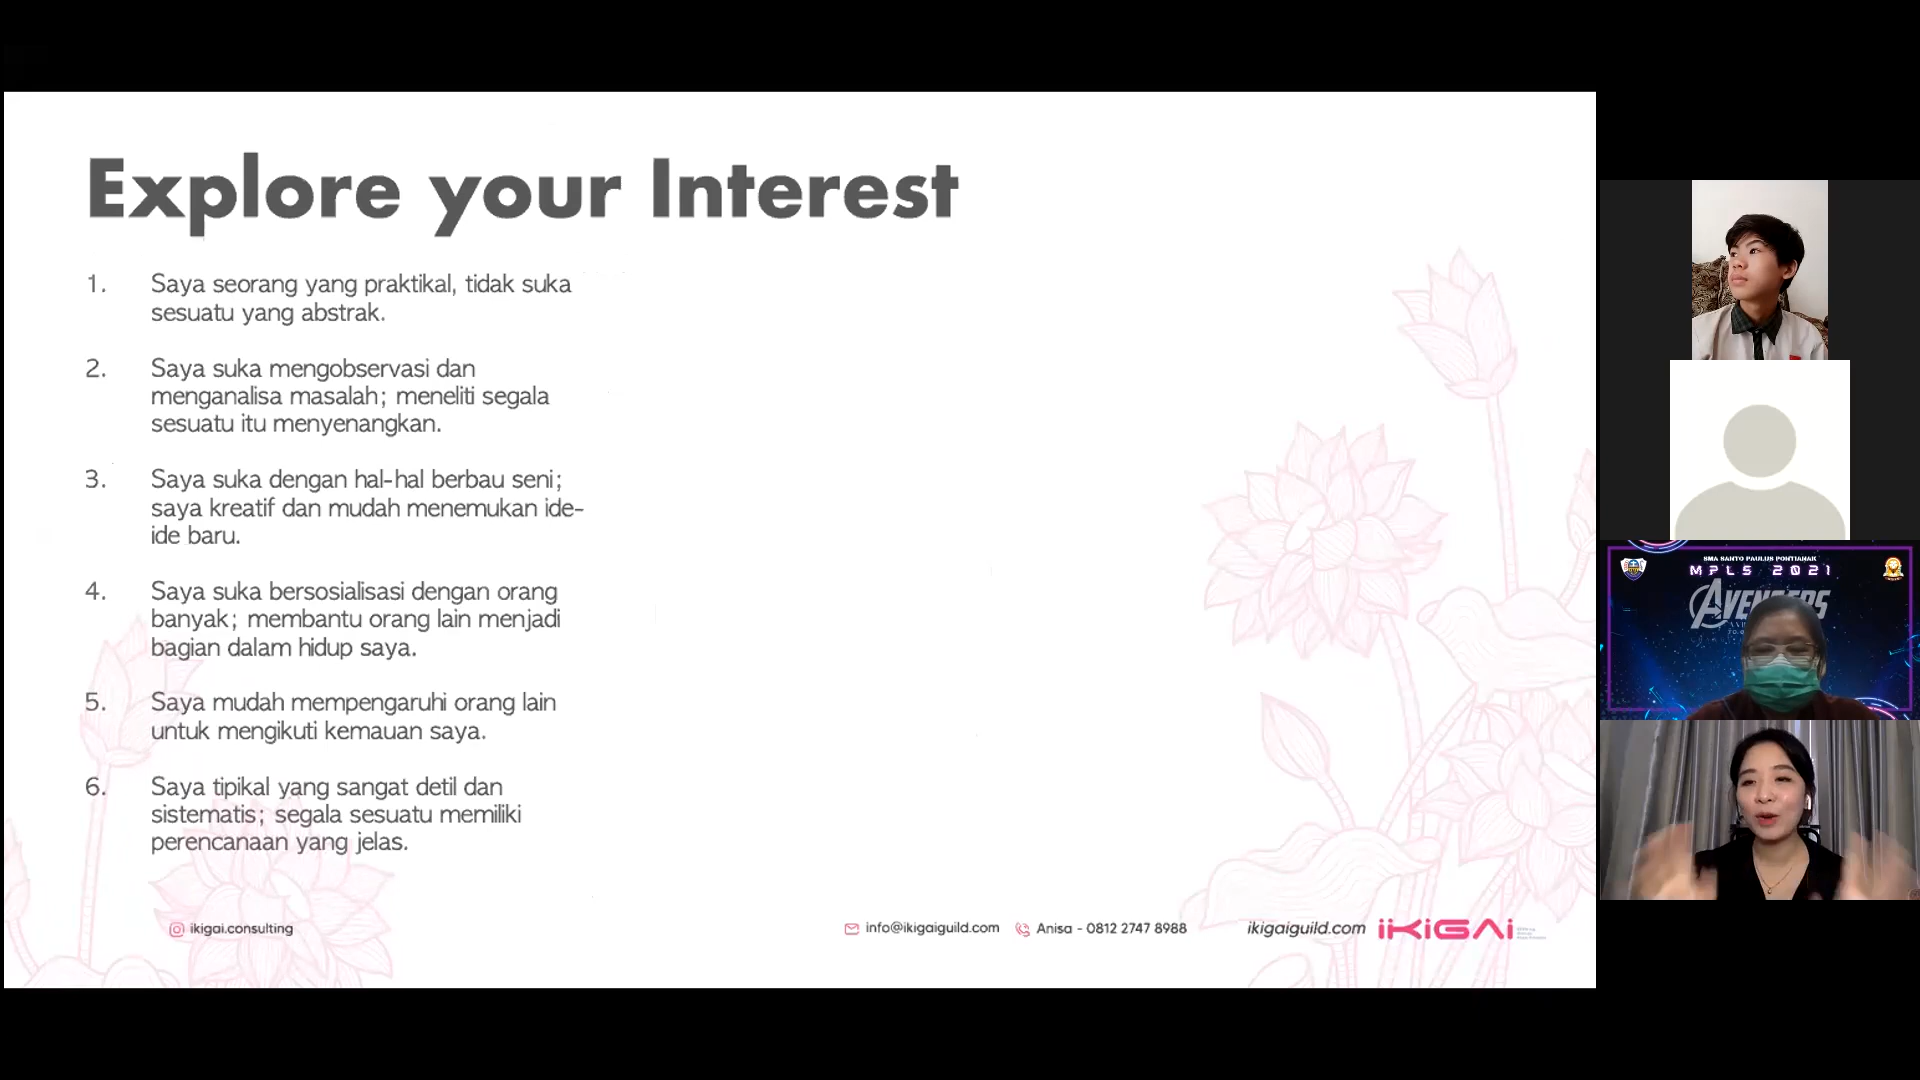 Explore your Interest
1. Saya seorang yang praktikal, tidak suka
sesuatu yang abstrak.
2. Saya suka mengobservasi dan
menganalisa masalah; meneliti segala
sesuatu itu menyenangkan.
3. Saya suka dengan hal-hal berbau seni;
saya kreatif dan mudah menemukan ide-
ide baru.
4. Saya suka bersosialisasi dengan orang
banyak; membantu orang lain menjadi
bagian dalam hidup saya.
5. Saya mudah mempengaruhi orang lain
untuk mengikuti kemauan saya.
6. Saya tipikal yang sangat detil dan
sistematis; segala sesuatu memiliki
perencanaan yang jelas.
ikigai.consulting
info@ikigaiguild.com
Anisa - 0812 2747 8988
ikigaiguild.com
iKiGAi
SMA SANTO PAULUS PONTIANAK
MPLS 2021